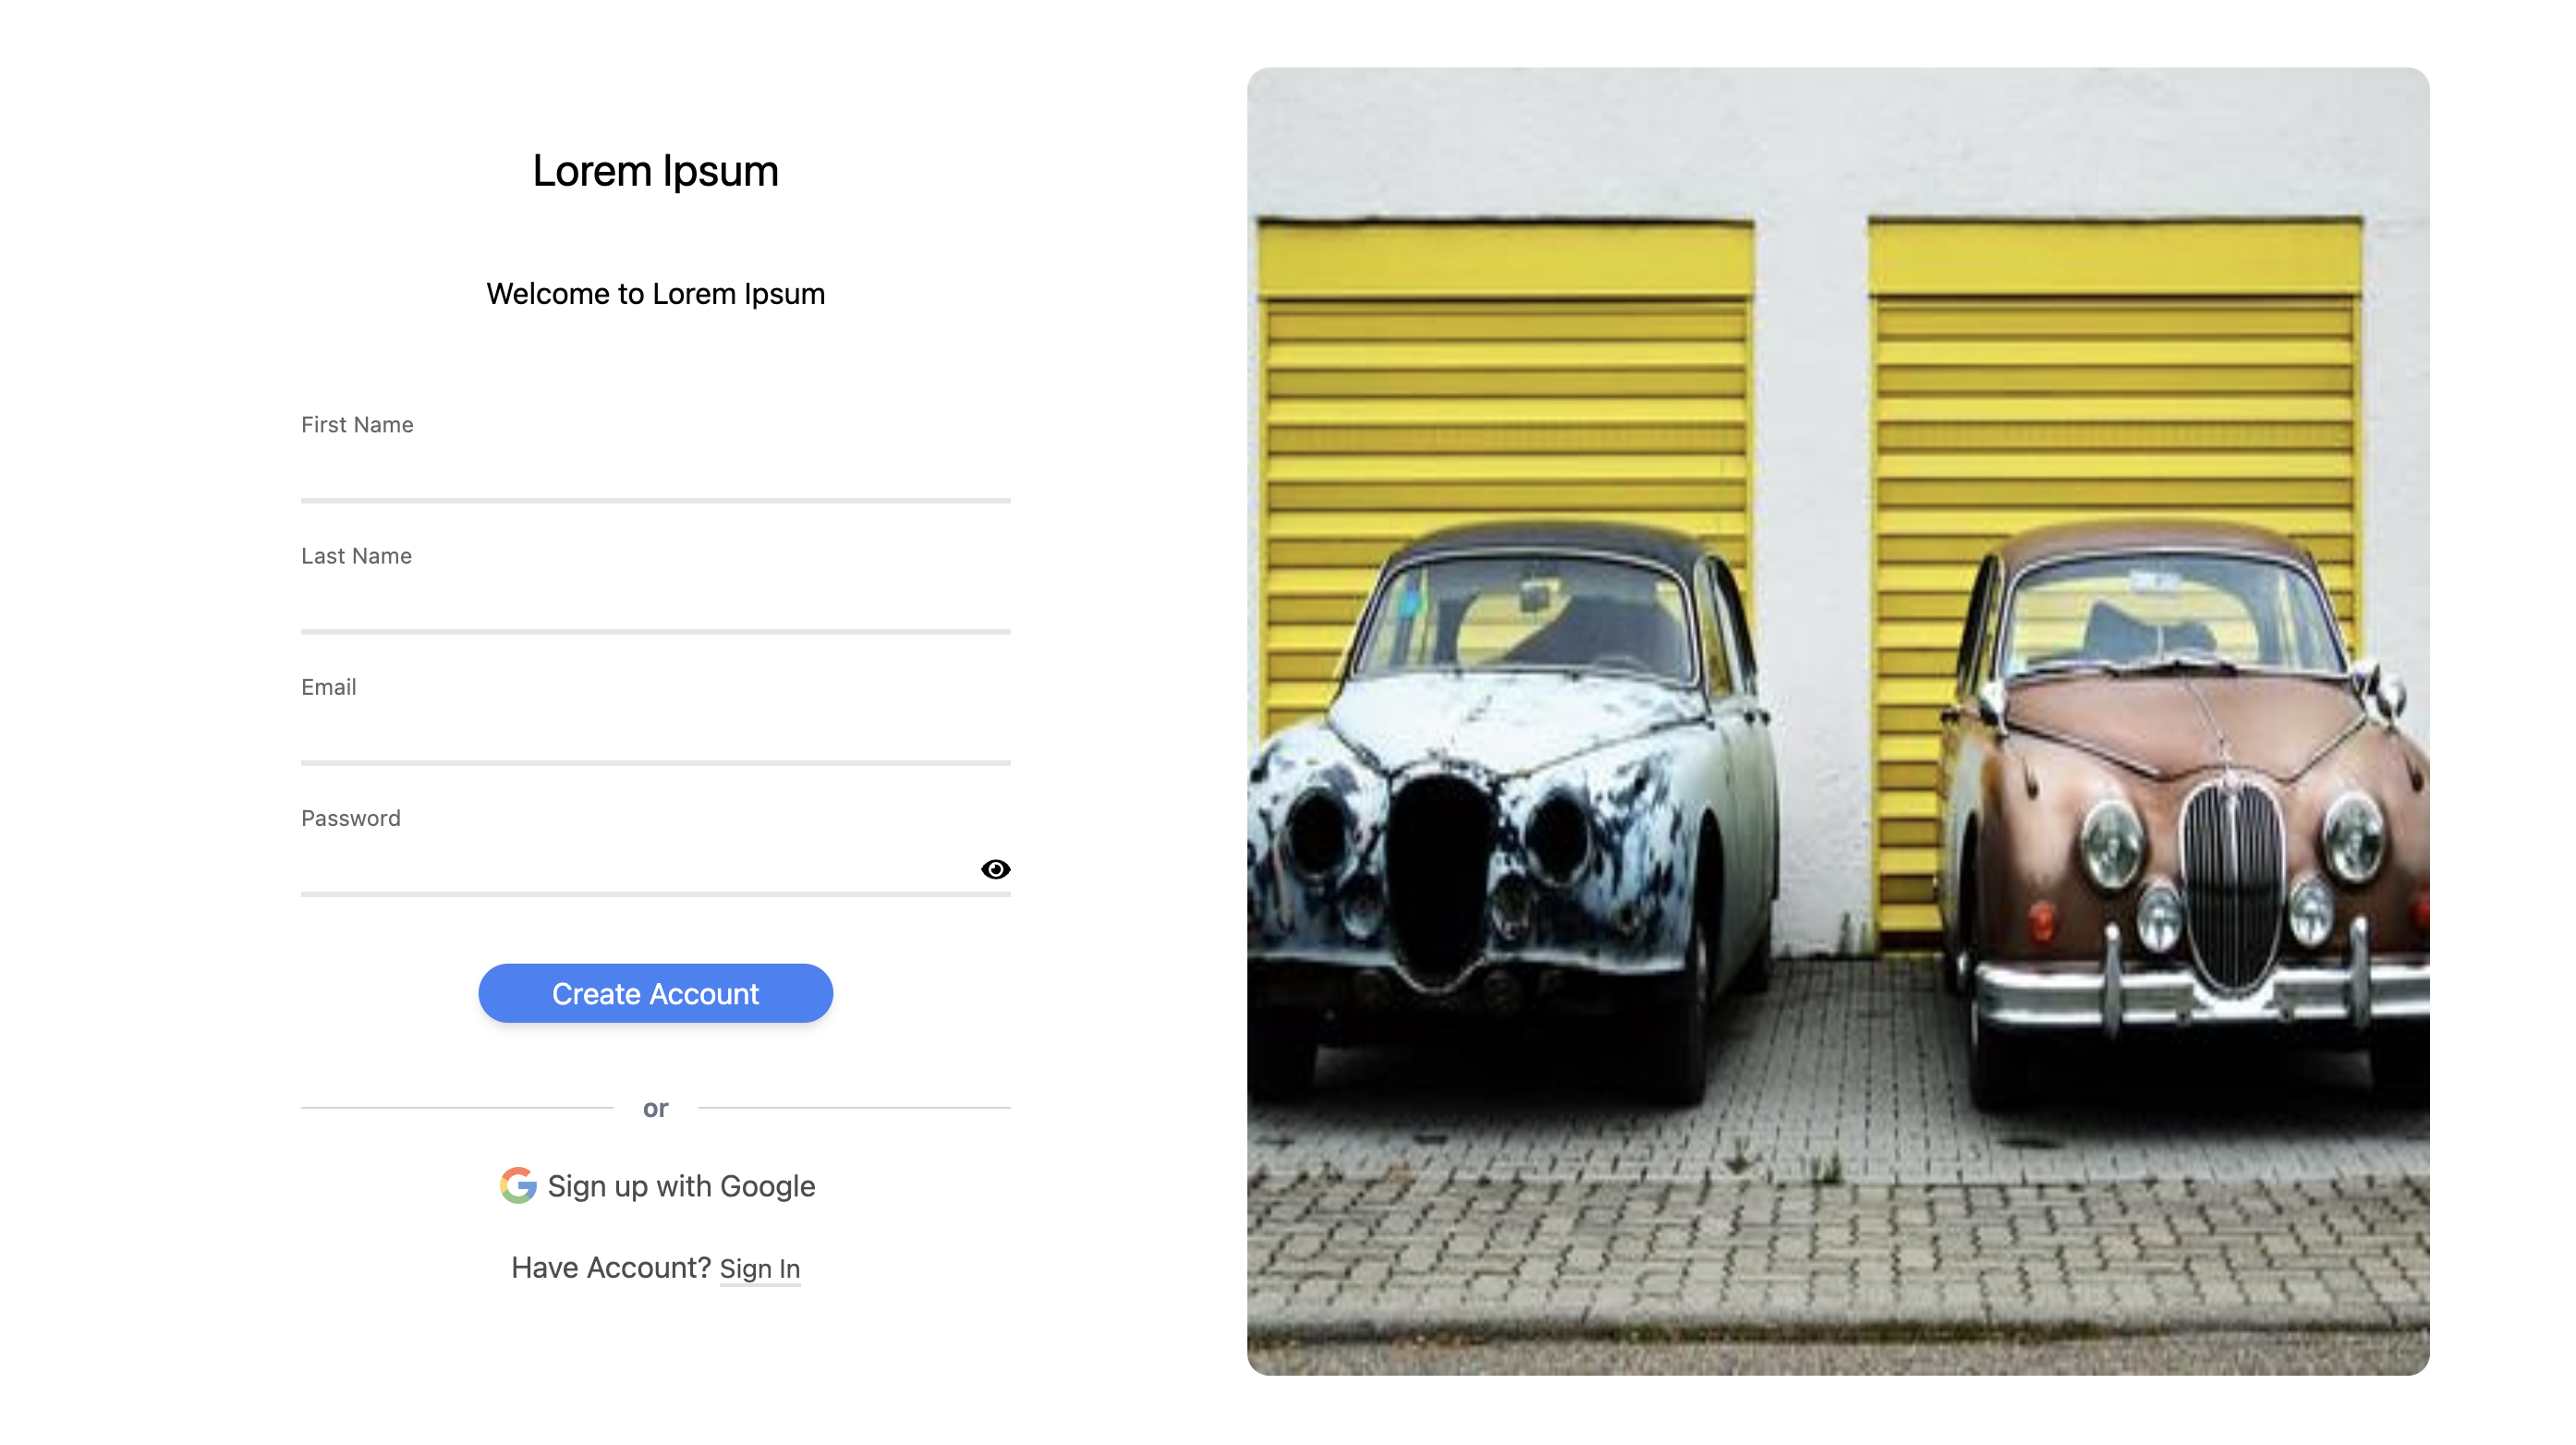 Lorem Ipsum
Welcome to Lorem Ipsum
First Name
Last Name
Email
Password
Create Account
or
Sign up with Google
Have Account? Sign In